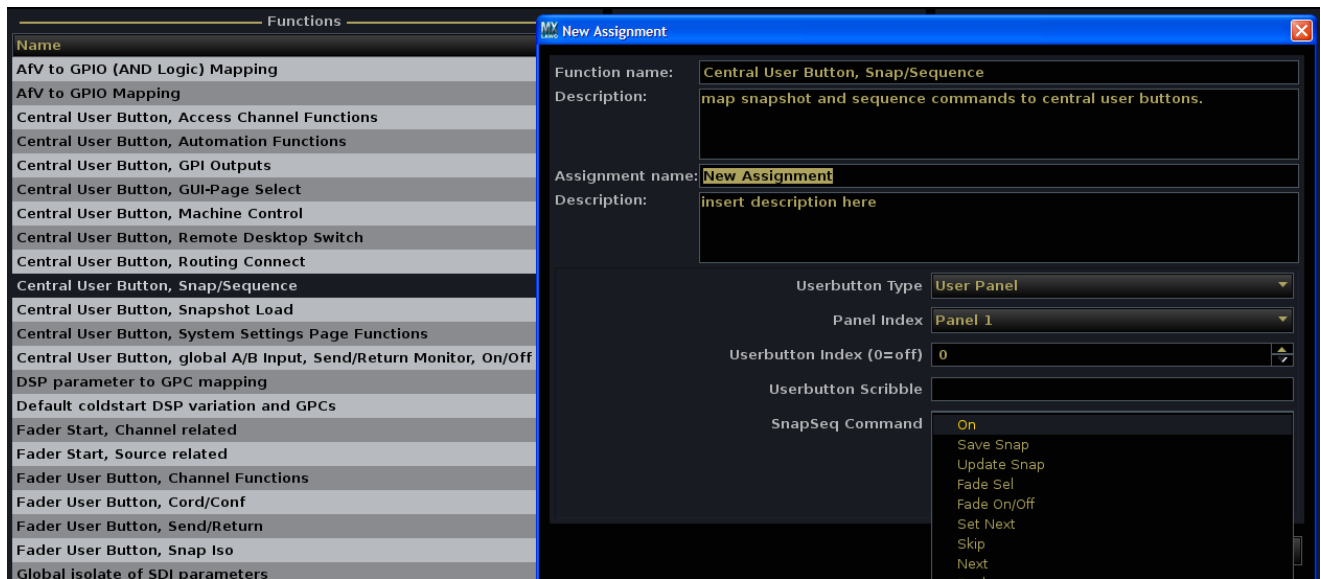 Functions
Name
AfV to GPIO (AND Logic) Mapping
AfV to GPIO Mapping
Central User Button, Access Channel Functions
Central User Button, Automation Functions
Central User Button, GPI Outputs
Central User Button, GUI-Page Select
Central User Button, Machine Control
Central User Button, Remote Desktop Switch
Central User Button, Routing Connect
Central User Button, Snap/Sequence
Central User Button, Snapshot Load
Central User Button, System Settings Page Functions
Central User Button, global A/B Input, Send/Return Monitor, On/Off
DSP parameter to GPC mapping
Default coldstart DSP variation and GPCs
Fader Start, Channel related
Fader Start, Source related
Fader User Button, Channel Functions
Fader User Button, Cord/Conf
Fader User Button, Send/Return
Fader User Button, Snap Iso
Global isolate of SDI parameters
MX LAWO New Assignment
Function name: Central User Button, Snap/Sequence
Description: map snapshot and sequence commands to central user buttons.
Assignment name: New Assignment
Description: insert description here
Userbutton Type User Panel
Panel Index Panel 1
Userbutton Index (0=off) 0
Userbutton Scribble
SnapSeq Command On
Save Snap
Update Snap
Fade Sel
Fade On/Off
Set Next
Skip
Next